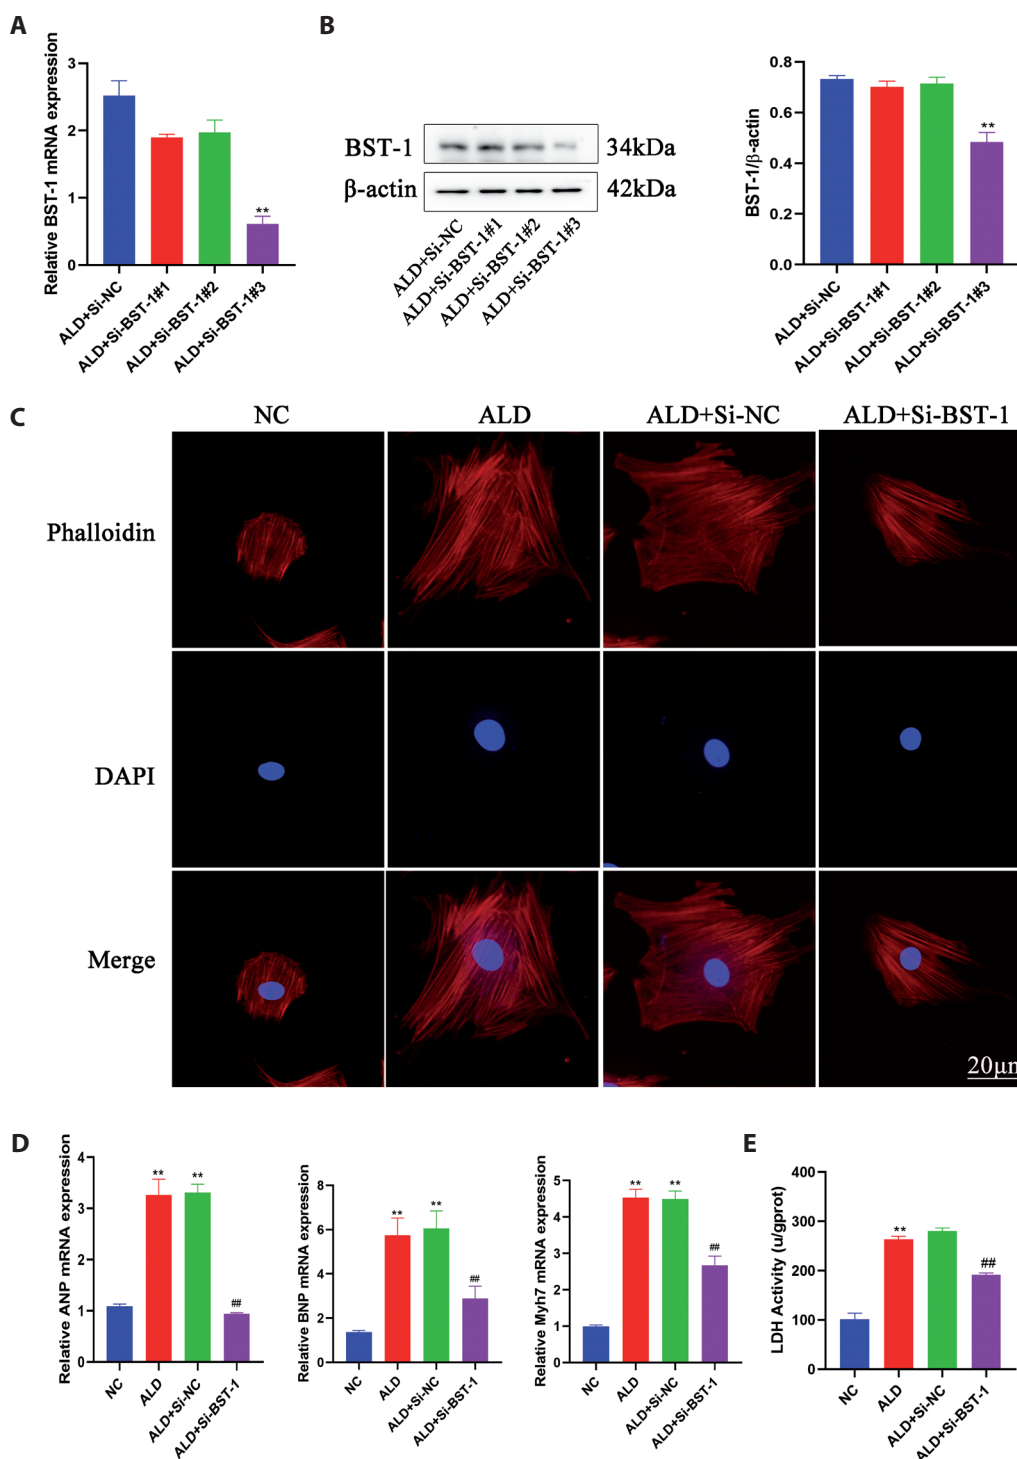 A
Relative BST-1 mRNA expression
3
2
1
0
**
ALD+Si-NC
ALD+Si-BST-1#1
ALD+Si-BST-1#2
ALD+Si-BST-1#3
B
BST-1
34kDa
β-actin
42kDa
ALD+Si-NC
ALD+Si-BST-1#1
ALD+Si-BST-1#2
ALD+Si-BST-1#3
BST-1/β-actin
0.8
0.6
0.4
0.2
0.0
**
ALD+Si-NC
ALD+Si-BST-1#1
ALD+Si-BST-1#2
ALD+Si-BST-1#3
C
NC ALD ALD+Si-NC ALD+Si-BST-1
Phalloidin
DAPI
Merge
20μm
D
Relative ANP mRNA expression
4
3
2
1
0
** ** ##
NC
ALD
ALD+Si-NC
ALD+Si-BST-1
Relative BNP mRNA expression
8
6
4
2
0
** ** ##
NC
ALD
ALD+Si-NC
ALD+Si-BST-1
Relative Myh7 mRNA expression
5
4
3
2
1
0
** ** ##
NC
ALD
ALD+Si-NC
ALD+Si-BST-1
E
LDH Activity (u/gprot)
400
300
200
100
0
** ##
NC
ALD
ALD+Si-NC
ALD+Si-BST-1